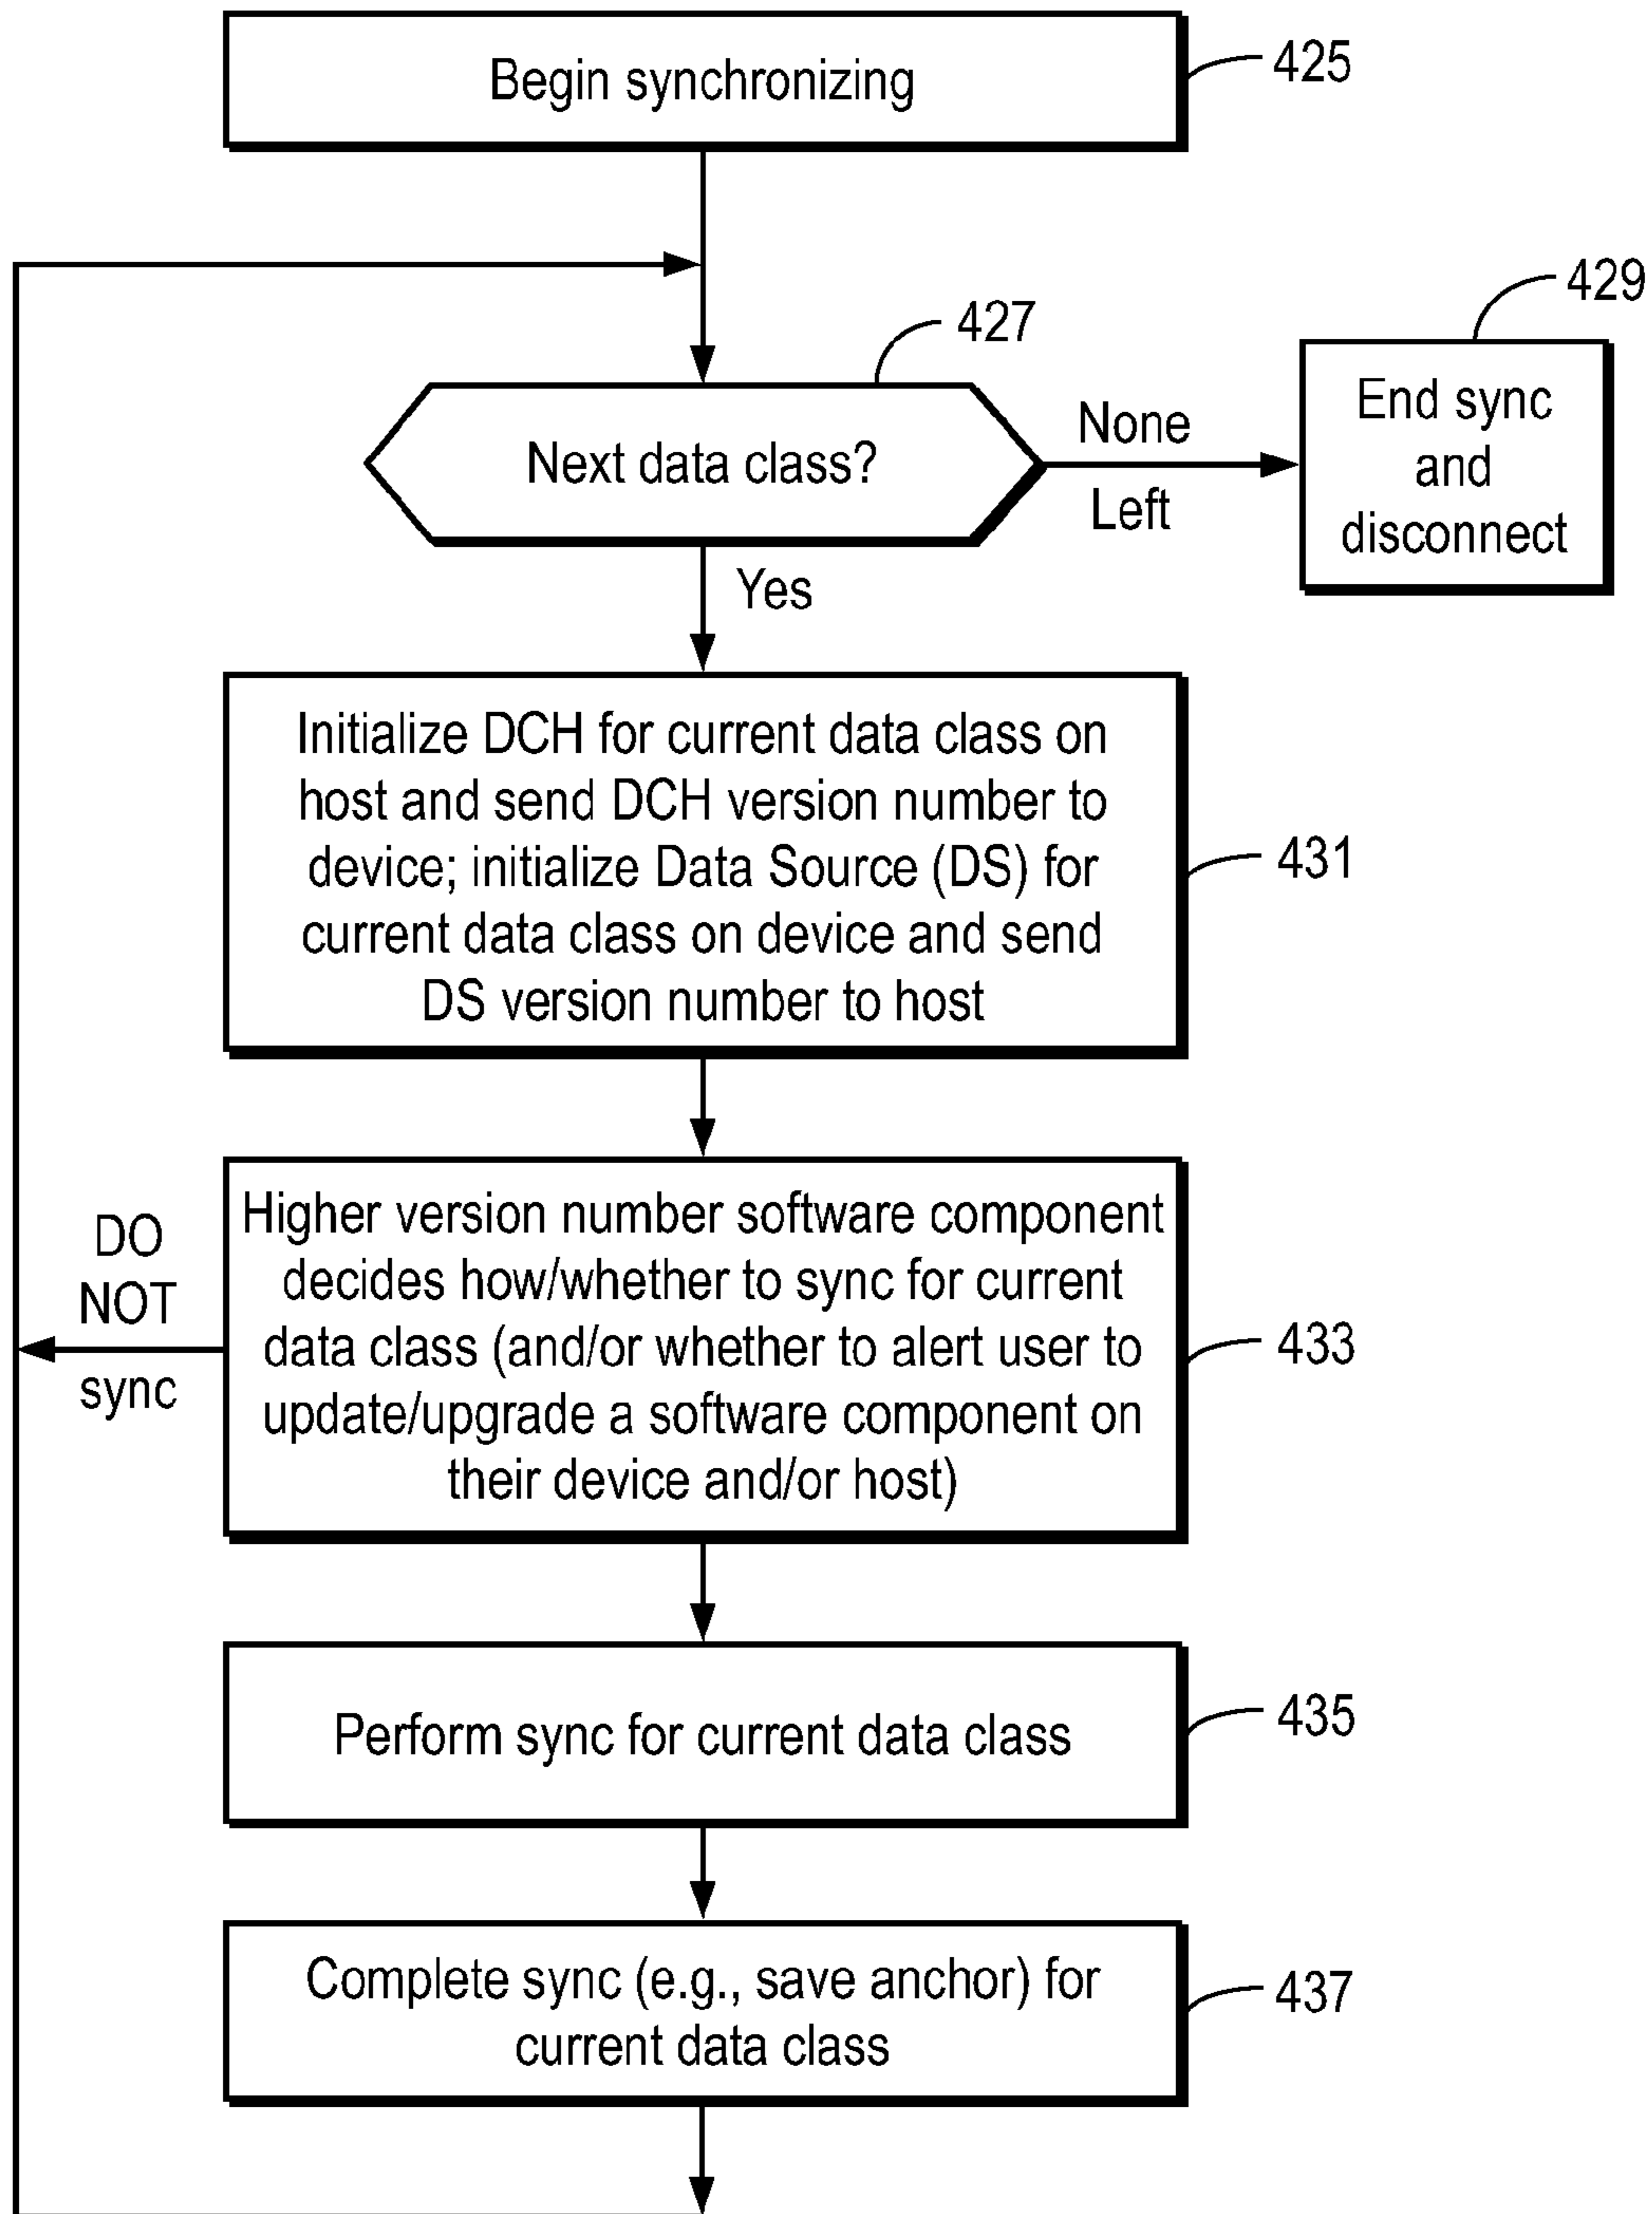 Begin synchronizing
425
427
429
Next data class?
None
Left
End sync
and
disconnect
Yes
Initialize DCH for current data class on
host and send DCH version number to
device; initialize Data Source (DS) for
current data class on device and send
DS version number to host
431
DO
NOT
sync
Higher version number software component
decides how/whether to sync for current
data class (and/or whether to alert user to
update/upgrade a software component on
their device and/or host)
433
Perform sync for current data class
435
Complete sync (e.g., save anchor) for
current data class
437